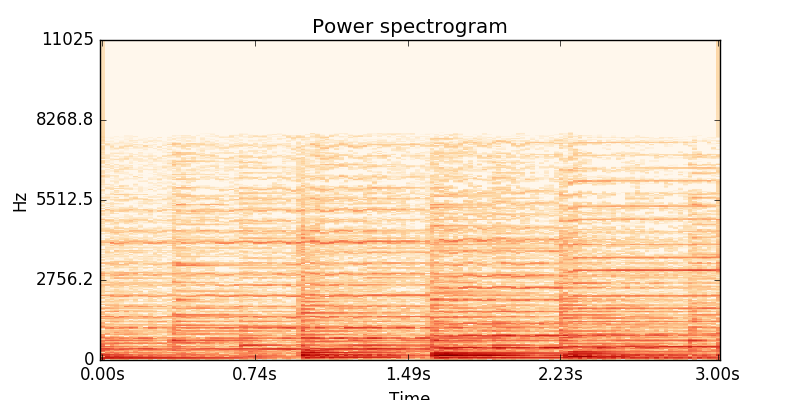 Power spectrogram
11025
8268.8
5512.5
Hz
2756.2
0
0.00s 0.74s 1.49s 2.23s 3.00s
Time